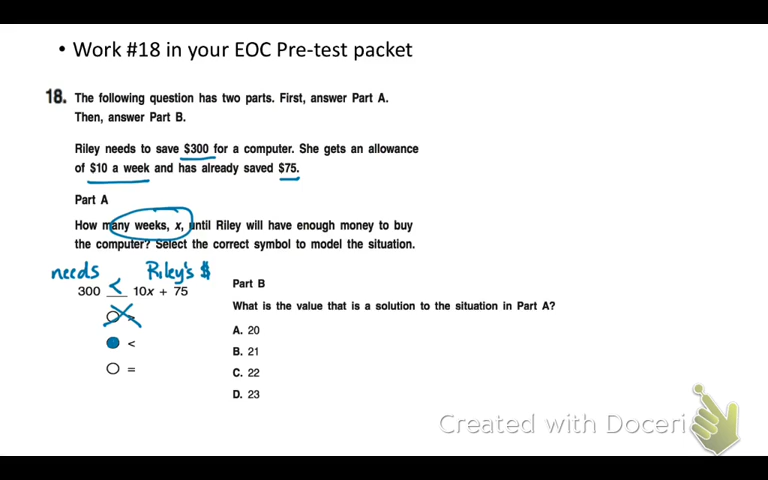 • Work #18 in your EOC Pre-test packet
18. The following question has two parts. First, answer Part A.
Then, answer Part B.
Riley needs to save $300 for a computer. She gets an allowance
of $10 a week and has already saved $75.
Part A
How many weeks, x, until Riley will have enough money to buy
the computer? Select the correct symbol to model the situation.
needs Riley's $
300 < 10x + 75
<
=
Part B
What is the value that is a solution to the situation in Part A?
A. 20
B. 21
C. 22
D. 23
Created with Doceri